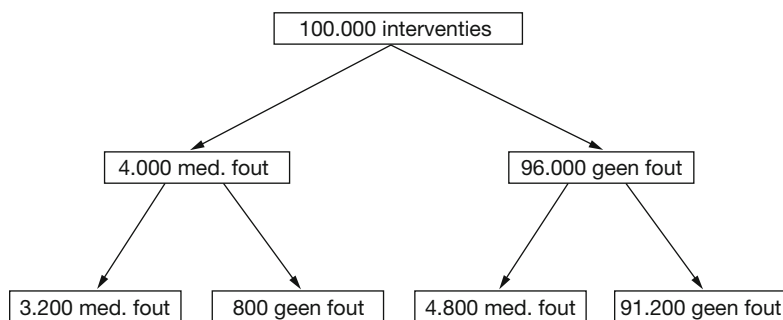 100.000 interventies
4.000 med. fout
96.000 geen fout
3.200 med. fout
800 geen fout
4.800 med. fout
91.200 geen fout